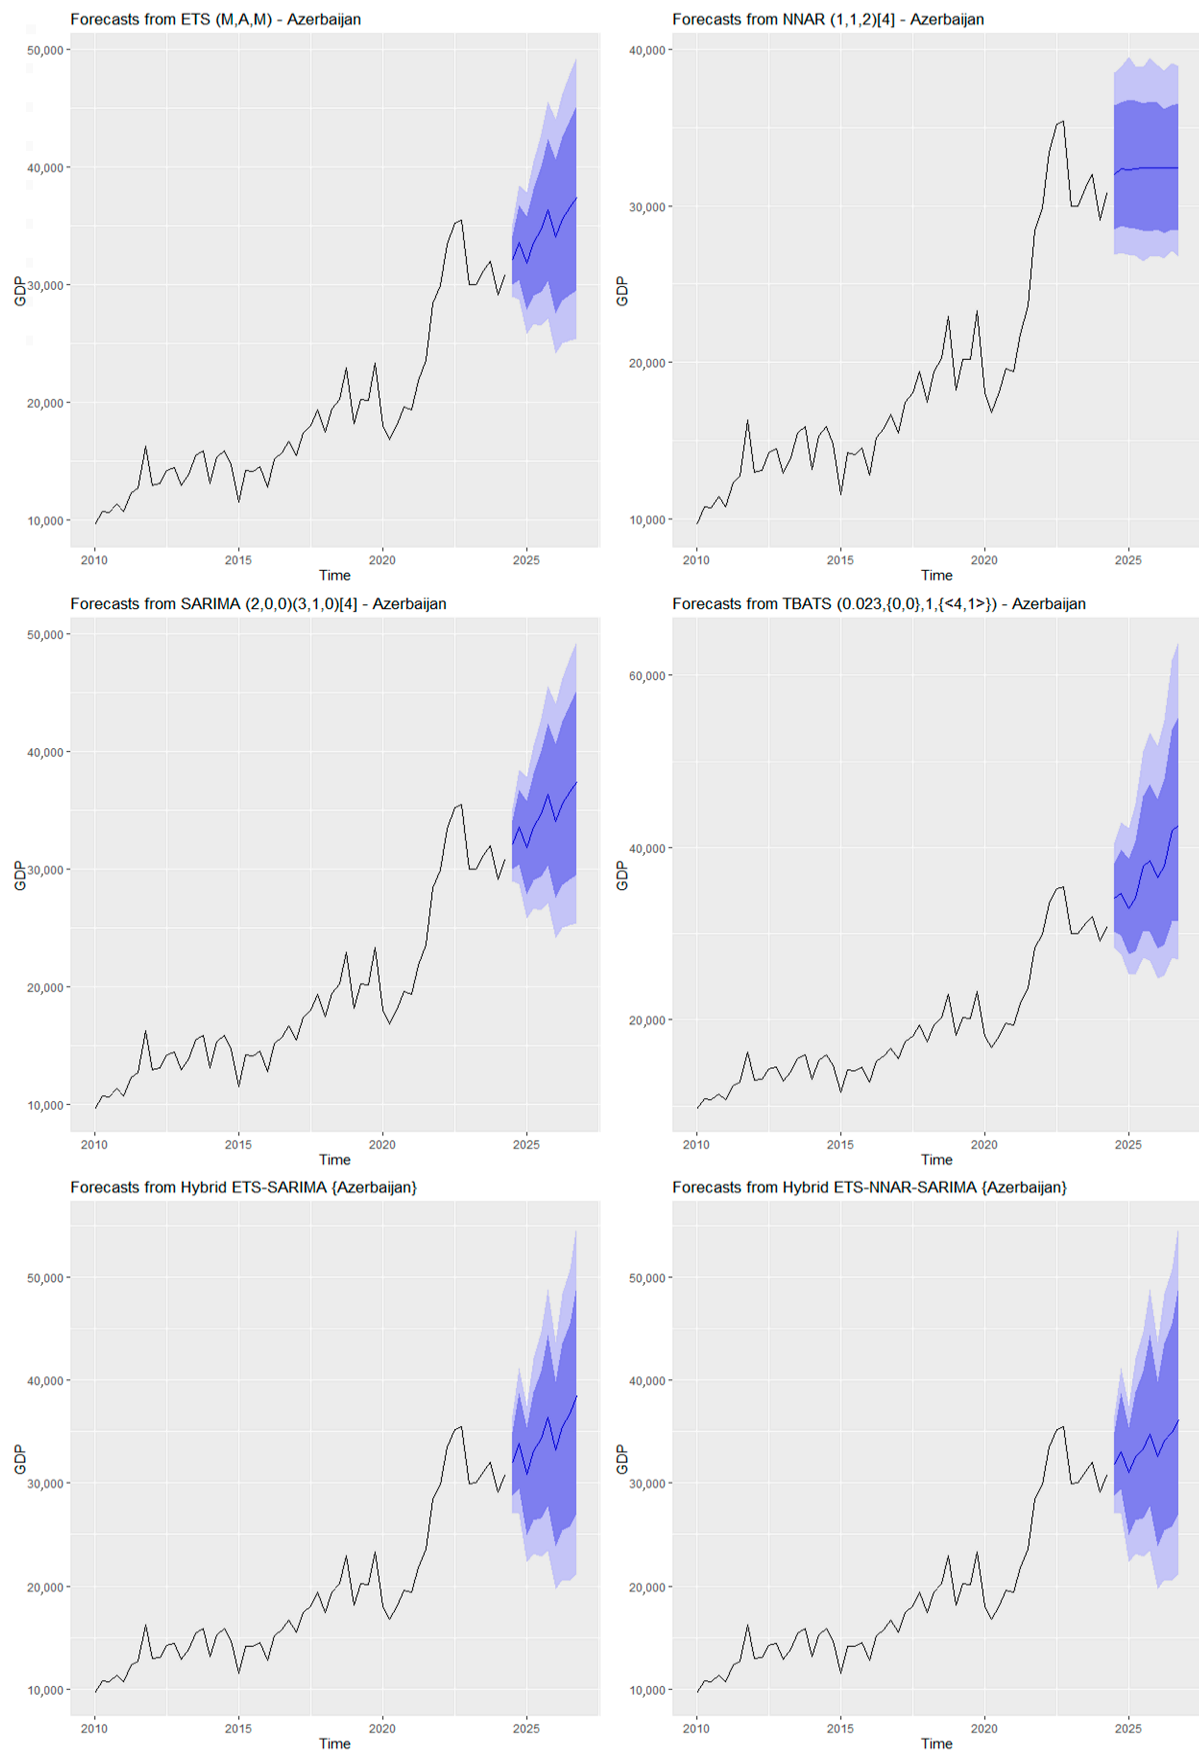 Forecasts from ETS (M,A,M) - Azerbaijan
50,000
40,000
30,000
20,000
10,000
GDP
2010 2015 2020 2025
Time
Forecasts from NNAR (1,1,2)[4] - Azerbaijan
40,000
30,000
20,000
10,000
GDP
2010 2015 2020 2025
Time
Forecasts from SARIMA (2,0,0)(3,1,0)[4] - Azerbaijan
50,000
40,000
30,000
20,000
10,000
GDP
2010 2015 2020 2025
Time
Forecasts from TBATS (0.023,{0,0},1,{<4,1>}) - Azerbaijan
60,000
40,000
20,000
GDP
2010 2015 2020 2025
Time
Forecasts from Hybrid ETS-SARIMA {Azerbaijan}
50,000
40,000
30,000
20,000
10,000
GDP
2010 2015 2020 2025
Time
Forecasts from Hybrid ETS-NNAR-SARIMA {Azerbaijan}
50,000
40,000
30,000
20,000
10,000
GDP
2010 2015 2020 2025
Time